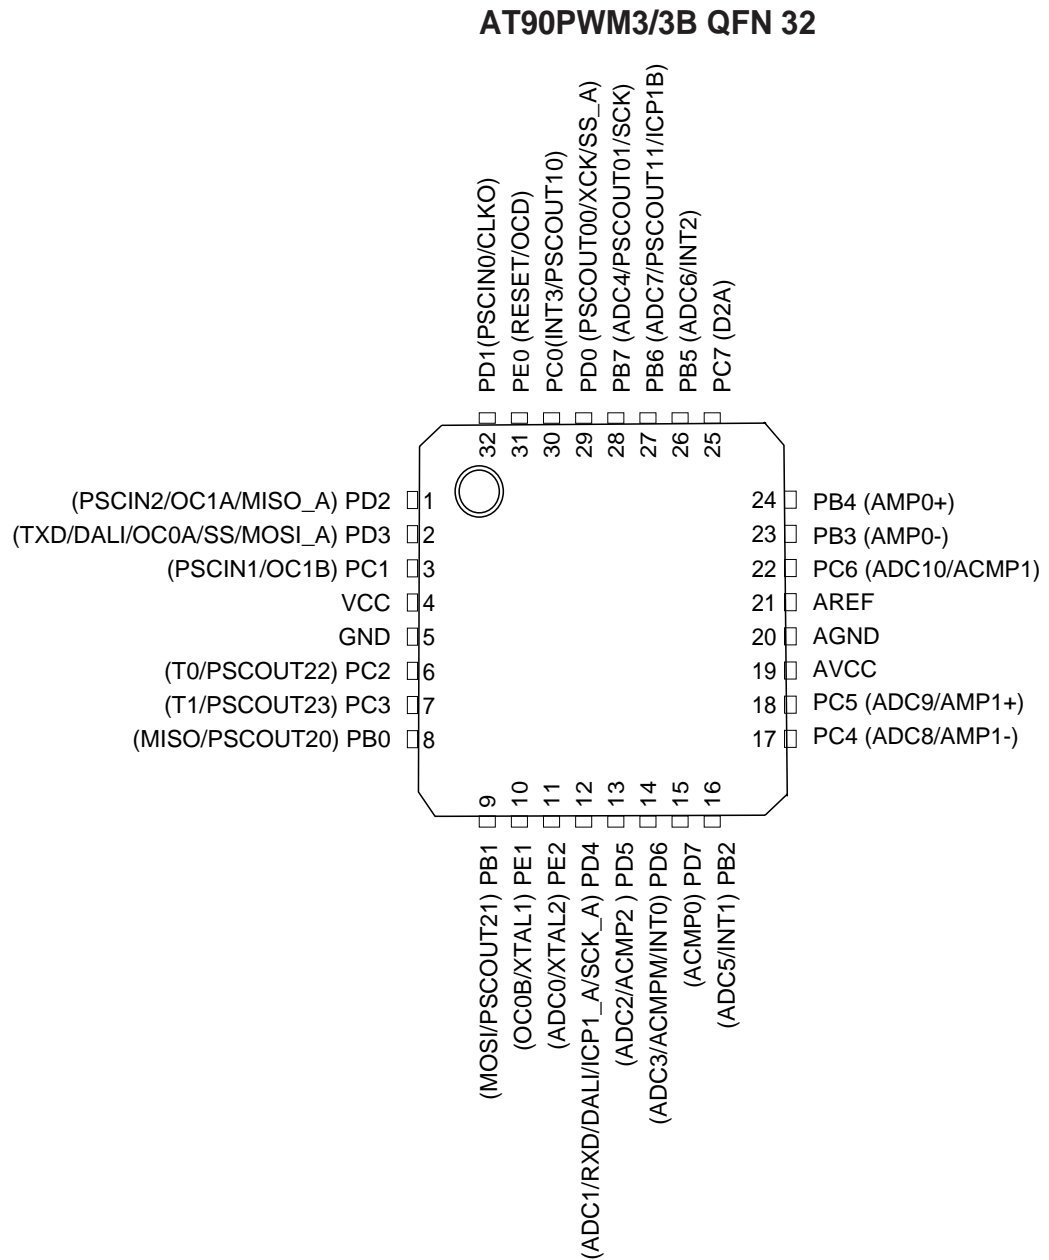 AT90PWM3/3B QFN 32
PD1(PSCIN0/CLKO)
PE0 (RESET/OCD)
PC0(INT3/PSCOUT10)
PD0 (PSCOUT00/XCK/SS_A)
PB7 (ADC4/PSCOUT01/SCK)
PB6 (ADC7/PSCOUT11/ICP1B)
PB5 (ADC6/INT2)
PC7 (D2A)
32
31
30
29
28
27
26
25
(PSCIN2/OC1A/MISO_A) PD2 1
(TXD/DALI/OC0A/SS/MOSI_A) PD3 2
(PSCIN1/OC1B) PC1 3
VCC 4
GND 5
(T0/PSCOUT22) PC2 6
(T1/PSCOUT23) PC3 7
(MISO/PSCOUT20) PB0 8
24 PB4 (AMP0+)
23 PB3 (AMP0-)
22 PC6 (ADC10/ACMP1)
21 AREF
20 AGND
19 AVCC
18 PC5 (ADC9/AMP1+)
17 PC4 (ADC8/AMP1-)
9
10
11
12
13
14
15
16
(MOSI/PSCOUT21) PB1
(OC0B/XTAL1) PE1
(ADC0/XTAL2) PE2
(ADC1/RXD/DALI/ICP1_A/SCK_A) PD4
(ADC2/ACMP2 ) PD5
(ADC3/ACMPM/INT0) PD6
(ACMP0) PD7
(ADC5/INT1) PB2